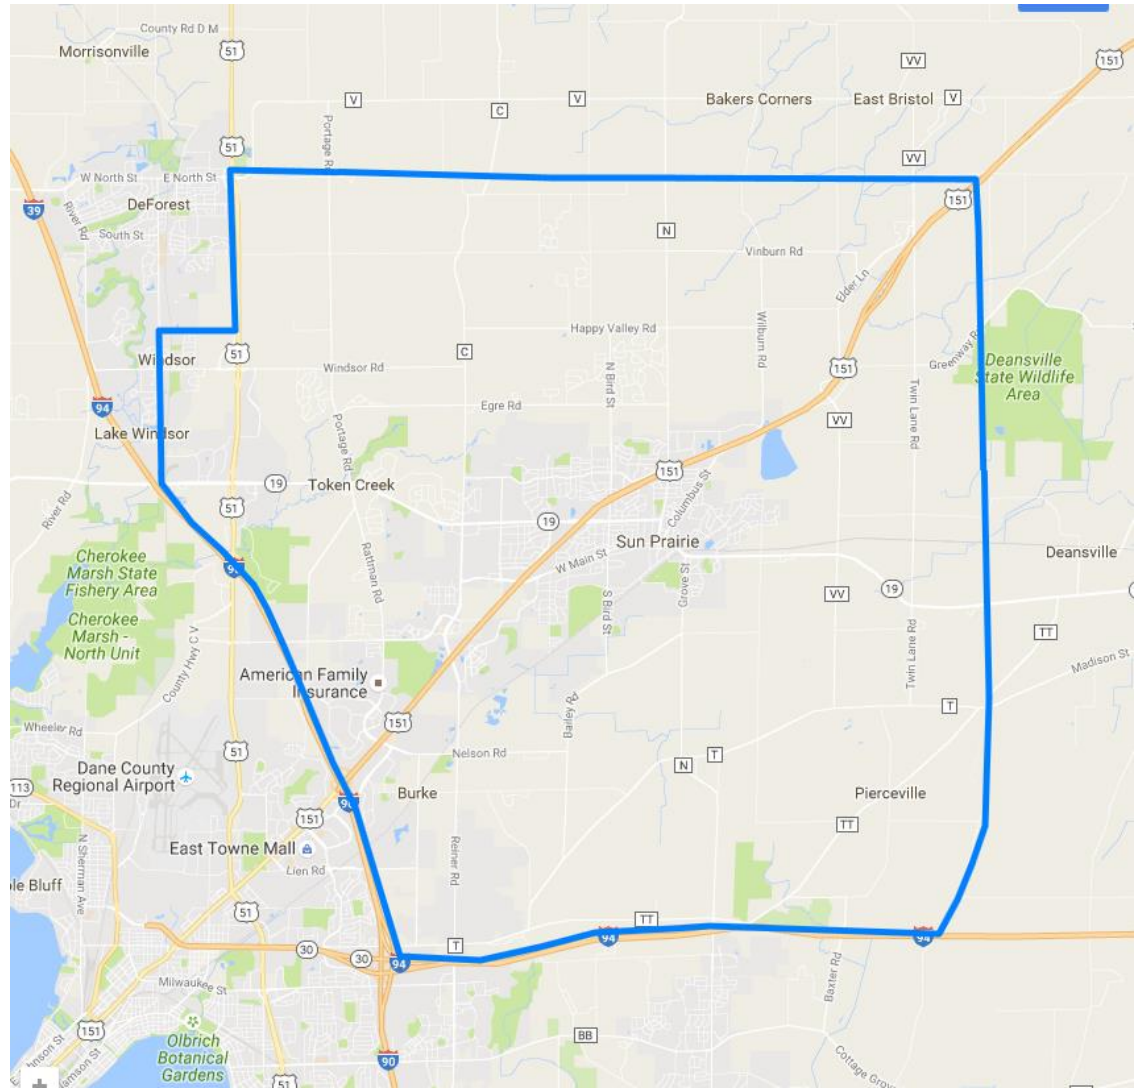 County Rd D M
Morrisonville
51
VV
151
V
V
C
Bakers Corners
East Bristol
V
Portage Rd
51
VV
W North St
E North St
39
DeForest
151
River Rd
South St
N
Vinburn Rd
Elder Ln
Happy Valley Rd
Wilburn Rd
Windsor
51
C
Greenway Rd
Deansville
State Wildlife
Area
Windsor Rd
N Bird St
151
Twin Lane Rd
94
Egre Rd
VV
Lake Windsor
Portage Rd
151
Columbus St
River Rd
19
Token Creek
51
19
Sun Prairie
Cherokee
Marsh State
Fishery Area
W Main St
Deansville
Rattman Rd
Grove St
S Bird St
VV
19
19
Cherokee
Marsh -
North Unit
TT
County Hwy C V
Twin Lane Rd
Madison St
American Family
Insurance
Bailey Rd
T
151
Wheeler Rd
51
Nelson Rd
T
N
Dane County
Regional Airport
113
Dr
Burke
Pierceville
90
151
TT
N Sherman Ave
East Towne Mall
Reiner Rd
Lien Rd
ple Bluff
51
TT
T
94
94
30
30
94
Baxter Rd
Milwaukee St
151
Olbrich
Botanical
Gardens
BB
Johnson St
Cottage Grov
90
51
+